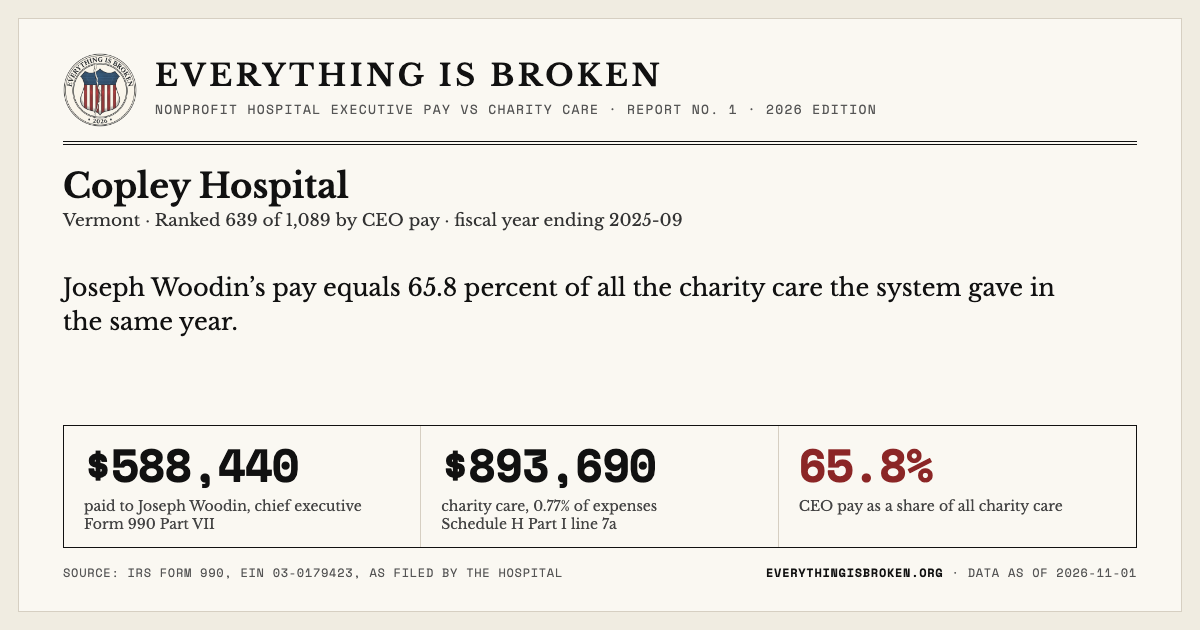 EVERYTHING IS BROKEN
2026
EVERYTHING IS BROKEN
NONPROFIT HOSPITAL EXECUTIVE PAY VS CHARITY CARE · REPORT NO. 1 · 2026 EDITION
Copley Hospital
Vermont · Ranked 639 of 1,089 by CEO pay · fiscal year ending 2025-09
Joseph Woodin’s pay equals 65.8 percent of all the charity care the system gave in
the same year.
$588,440
paid to Joseph Woodin, chief executive
Form 990 Part VII
$893,690
charity care, 0.77% of expenses
Schedule H Part I line 7a
65.8%
CEO pay as a share of all charity care
SOURCE: IRS FORM 990, EIN 03-0179423, AS FILED BY THE HOSPITAL
EVERYTHINGISBROKEN.ORG · DATA AS OF 2026-11-01